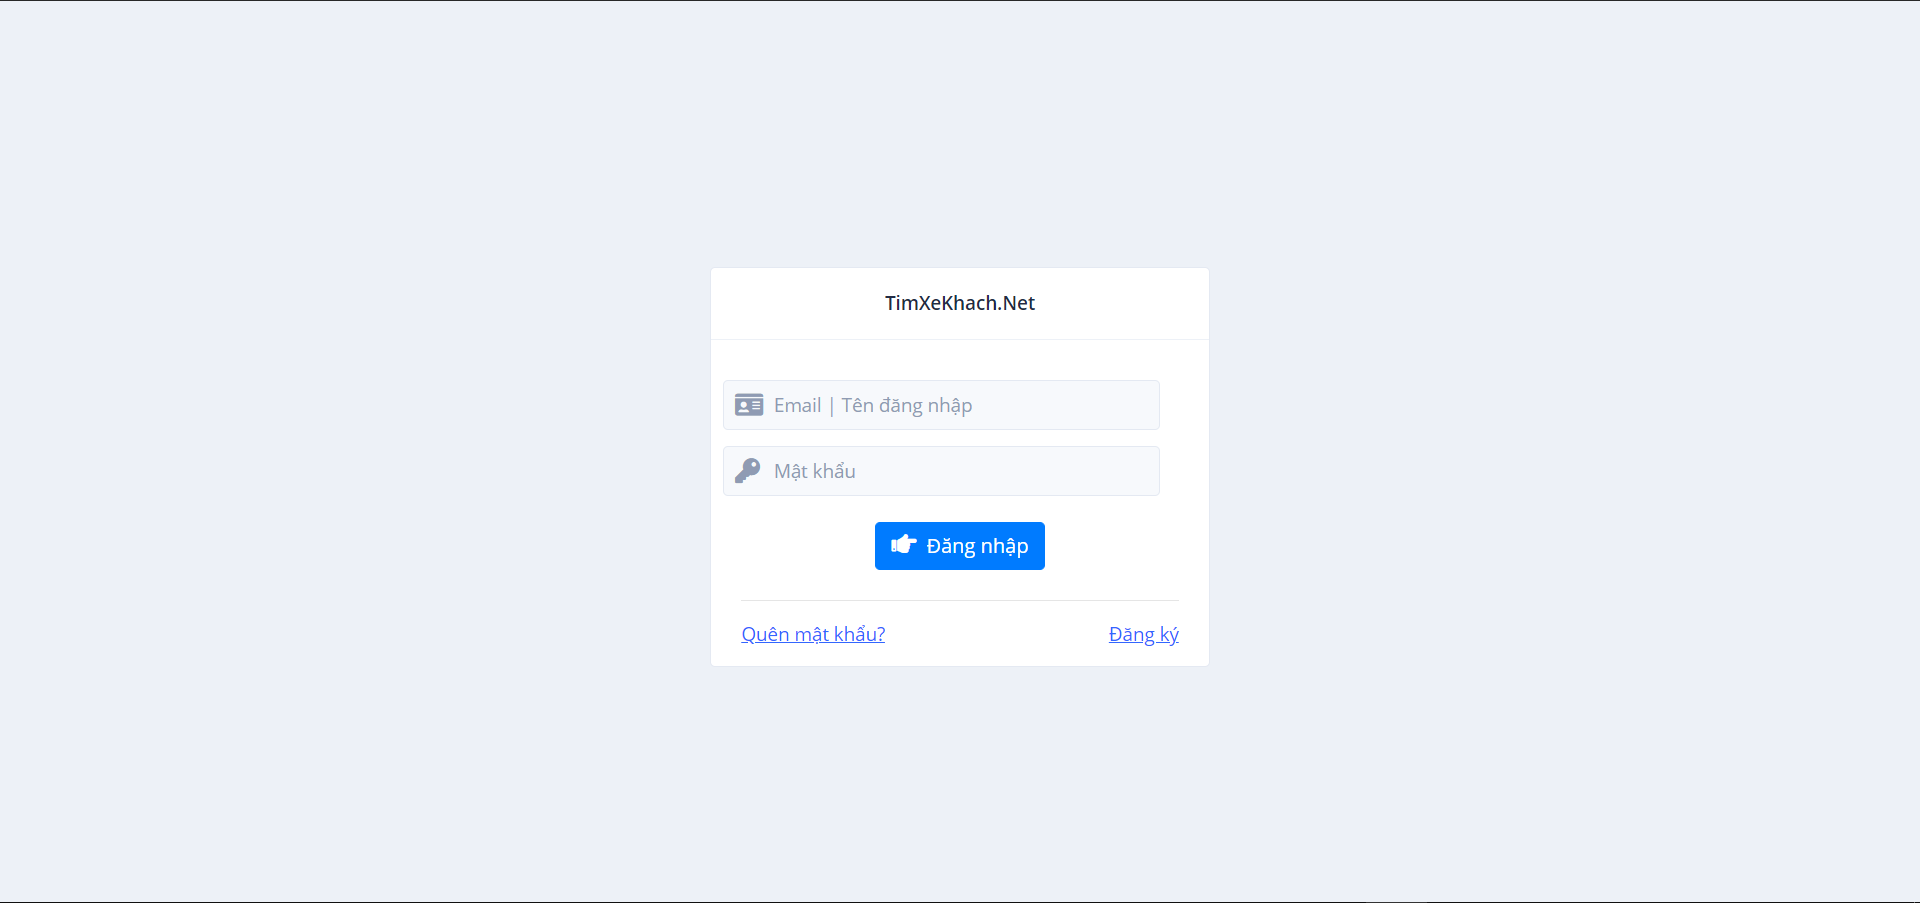 TimXeKhach.Net
Email | Tên đăng nhập
Mật khẩu
Đăng nhập
Quên mật khẩu? Đăng ký